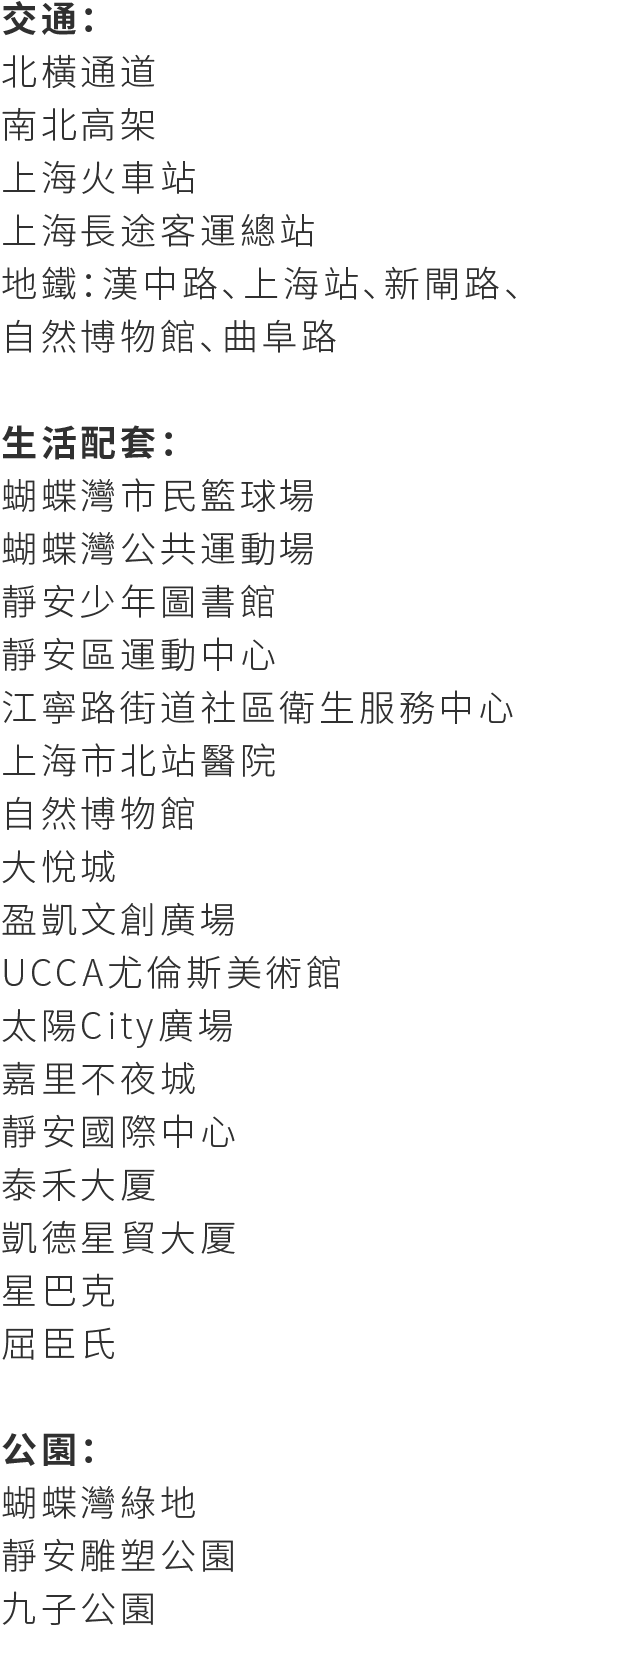 交通：
北橫通道
南北高架
上海火車站
上海長途客運總站
地鐵：漢中路、上海站、新閘路、
自然博物館、曲阜路
生活配套：
蝴蝶灣市民籃球場
蝴蝶灣公共運動場
靜安少年圖書館
靜安區運動中心
江寧路街道社區衛生服務中心
上海市北站醫院
自然博物館
大悅城
盈凱文創廣場
UCCA尤倫斯美術館
太陽City廣場
嘉里不夜城
靜安國際中心
泰禾大厦
凱德星貿大厦
星巴克
屈臣氏
公園：
蝴蝶灣綠地
靜安雕塑公園
九子公園